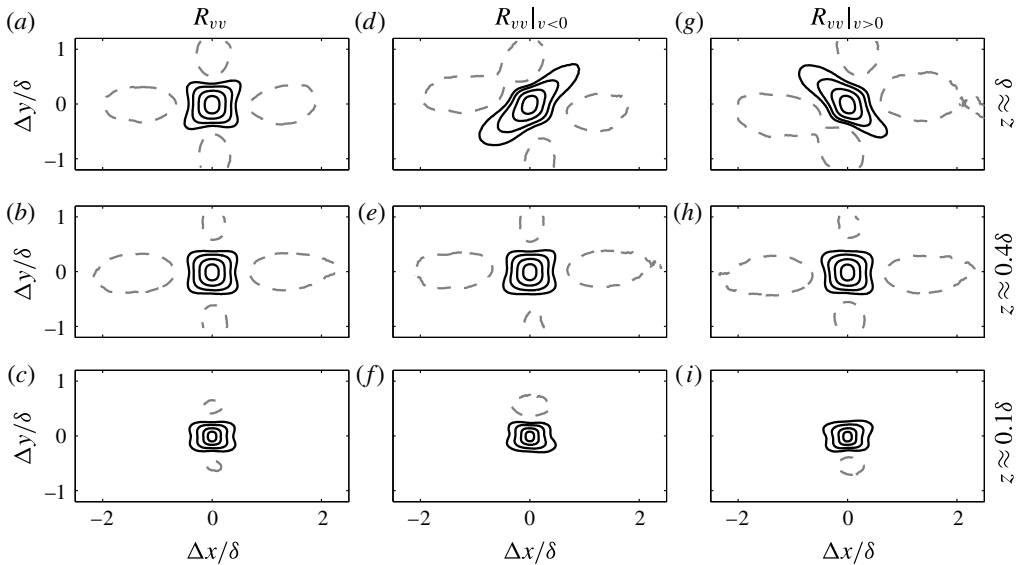 (a) R_vv (d) R_vv|_v<0 (g) R_vv|_v>0
1
Δy/δ 0 z ≈ δ
−1
(b) (e) (h)
1
Δy/δ 0 z ≈ 0.4δ
−1
(c) (f) (i)
1
Δy/δ 0 z ≈ 0.1δ
−1
−2 0 2 −2 0 2 −2 0 2
Δx/δ Δx/δ Δx/δ